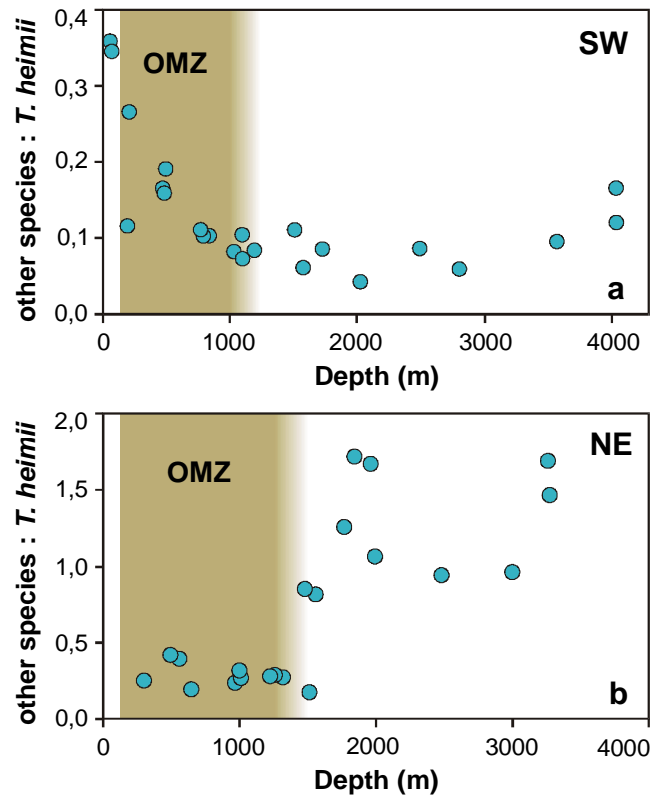 other species : T. heimii
0,4
0,3
0,2
0,1
0,0
OMZ
SW
a
0 1000 2000 3000 4000
Depth (m)
other species : T. heimii
2,0
1,5
1,0
0,5
0,0
OMZ
NE
b
0 1000 2000 3000 4000
Depth (m)